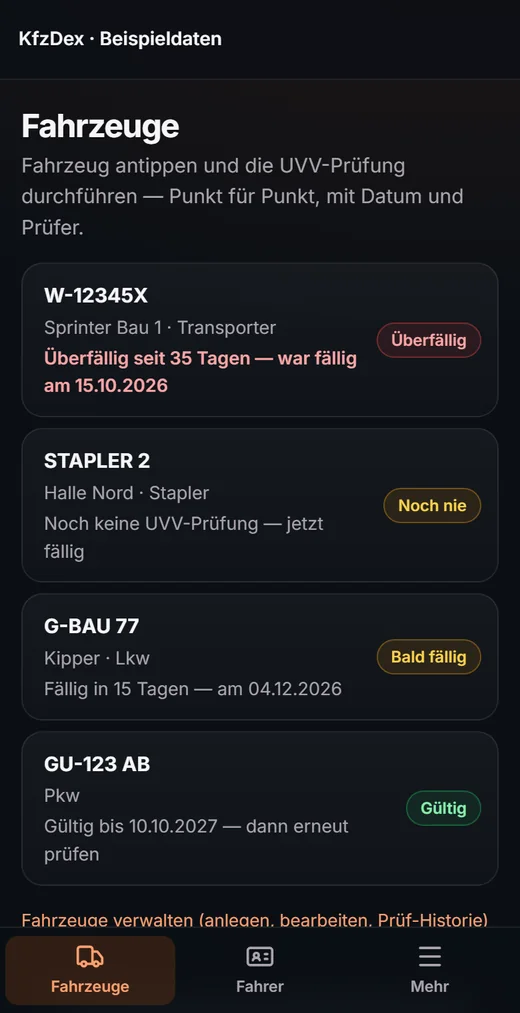 KfzDex · Beispieldaten
Fahrzeuge
Fahrzeug antippen und die UVV-Prüfung
durchführen — Punkt für Punkt, mit Datum und
Prüfer.
W-12345X
Sprinter Bau 1 · Transporter
Überfällig seit 35 Tagen — war fällig
am 15.10.2026
Überfällig
STAPLER 2
Halle Nord · Stapler
Noch keine UVV-Prüfung — jetzt
fällig
Noch nie
G-BAU 77
Kipper · Lkw
Fällig in 15 Tagen — am 04.12.2026
Bald fällig
GU-123 AB
Pkw
Gültig bis 10.10.2027 — dann erneut
prüfen
Gültig
Fahrzeuge verwalten (anlegen, bearbeiten, Prüf-Historie)
Fahrzeuge
Fahrer
Mehr